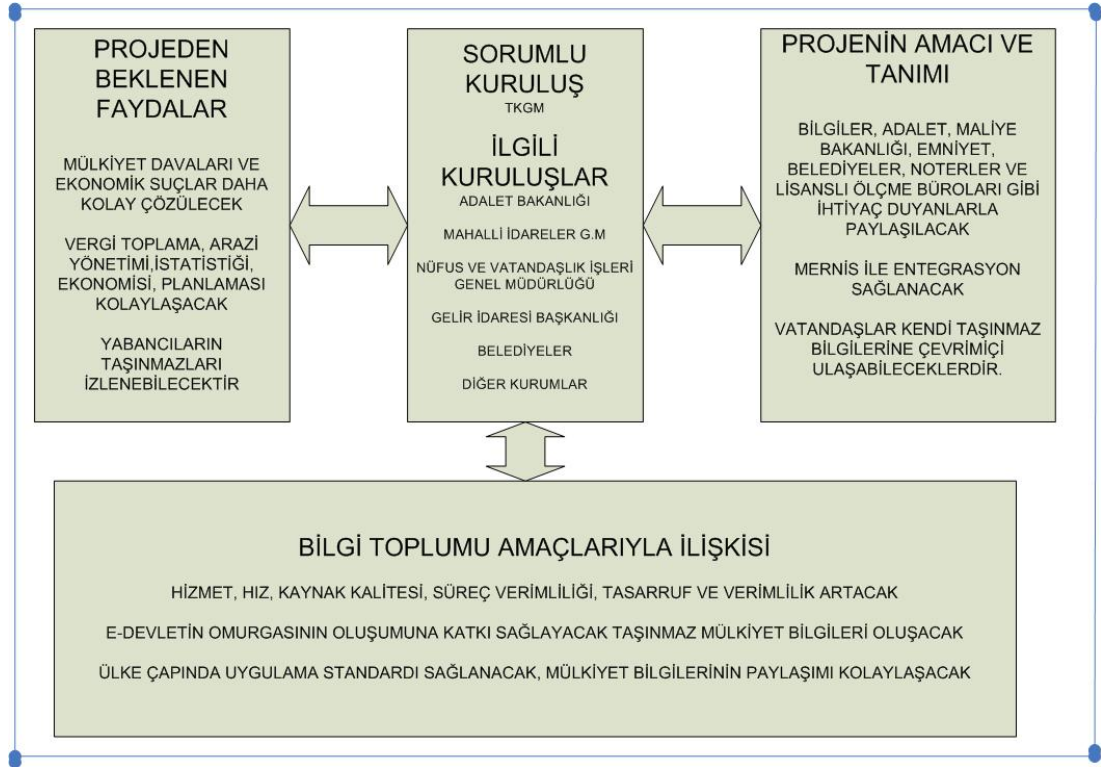 PROJEDEN
BEKLENEN
FAYDALAR
MÜLKİYET DAVALARI VE
EKONOMİK SUÇLAR DAHA
KOLAY ÇÖZÜLECEK
VERGİ TOPLAMA, ARAZİ
YÖNETİMİ,İSTATİSTİĞİ,
EKONOMİSİ, PLANLAMASI
KOLAYLAŞACAK
YABANCILARIN
TAŞINMAZLARI
İZLENEBİLECEKTİR
SORUMLU
KURULUŞ
TKGM
İLGİLİ
KURULUŞLAR
ADALET BAKANLIĞI
MAHALLİ İDARELER G.M
NÜFUS VE VATANDAŞLIK İŞLERİ
GENEL MÜDÜRLÜĞÜ
GELİR İDARESİ BAŞKANLIĞI
BELEDİYELER
DİĞER KURUMLAR
PROJENİN AMACI VE
TANIMI
BİLGİLER, ADALET, MALİYE
BAKANLIĞI, EMNİYET,
BELEDİYELER, NOTERLER VE
LİSANSLI ÖLÇME BÜROLARI GİBİ
İHTİYAÇ DUYANLARLA
PAYLAŞILACAK
MERNİS İLE ENTEGRASYON
SAĞLANACAK
VATANDAŞLAR KENDİ TAŞINMAZ
BİLGİLERİNE ÇEVRİMİÇİ
ULAŞABİLECEKLERDİR.
BİLGİ TOPLUMU AMAÇLARIYLA İLİŞKİSİ
HİZMET, HIZ, KAYNAK KALİTESİ, SÜREÇ VERİMLİLİĞİ, TASARRUF VE VERİMLİLİK ARTACAK
E-DEVLETİN OMURGASININ OLUŞUMUNA KATKI SAĞLAYACAK TAŞINMAZ MÜLKİYET BİLGİLERİ OLUŞACAK
ÜLKE ÇAPINDA UYGULAMA STANDARDI SAĞLANACAK, MÜLKİYET BİLGİLERİNİN PAYLAŞIMI KOLAYLAŞACAK